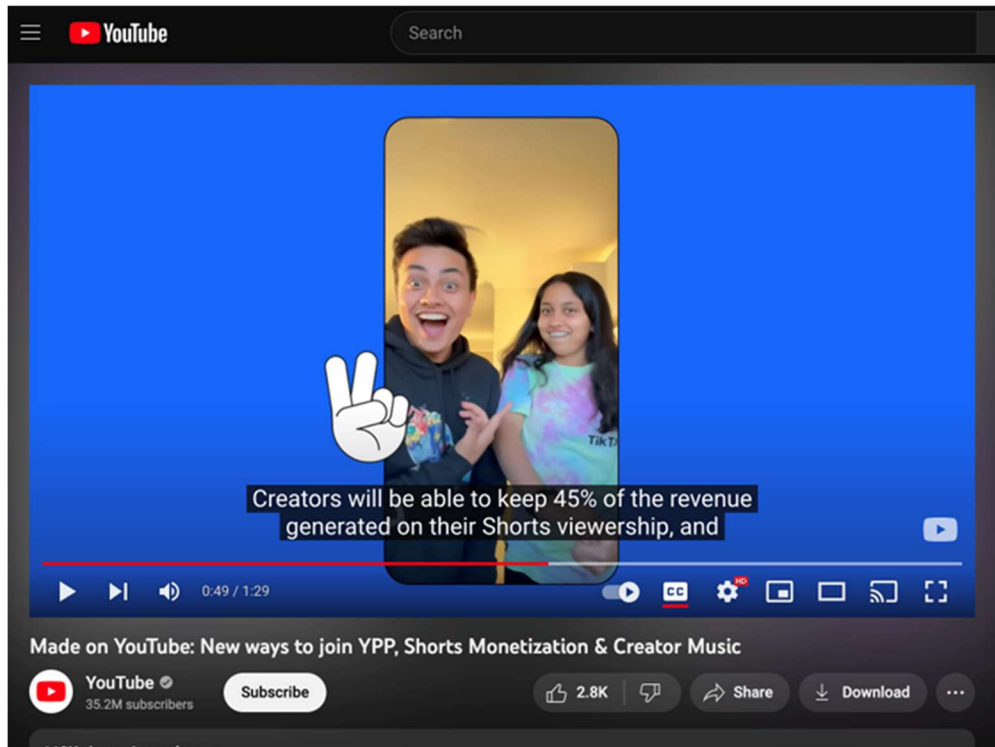 YouTube
Search
TikT
Creators will be able to keep 45% of the revenue
generated on their Shorts viewership, and
0:49 / 1:29
CC
HD
Made on YouTube: New ways to join YPP, Shorts Monetization & Creator Music
YouTube
35.2M subscribers
Subscribe
2.8K
Share
Download